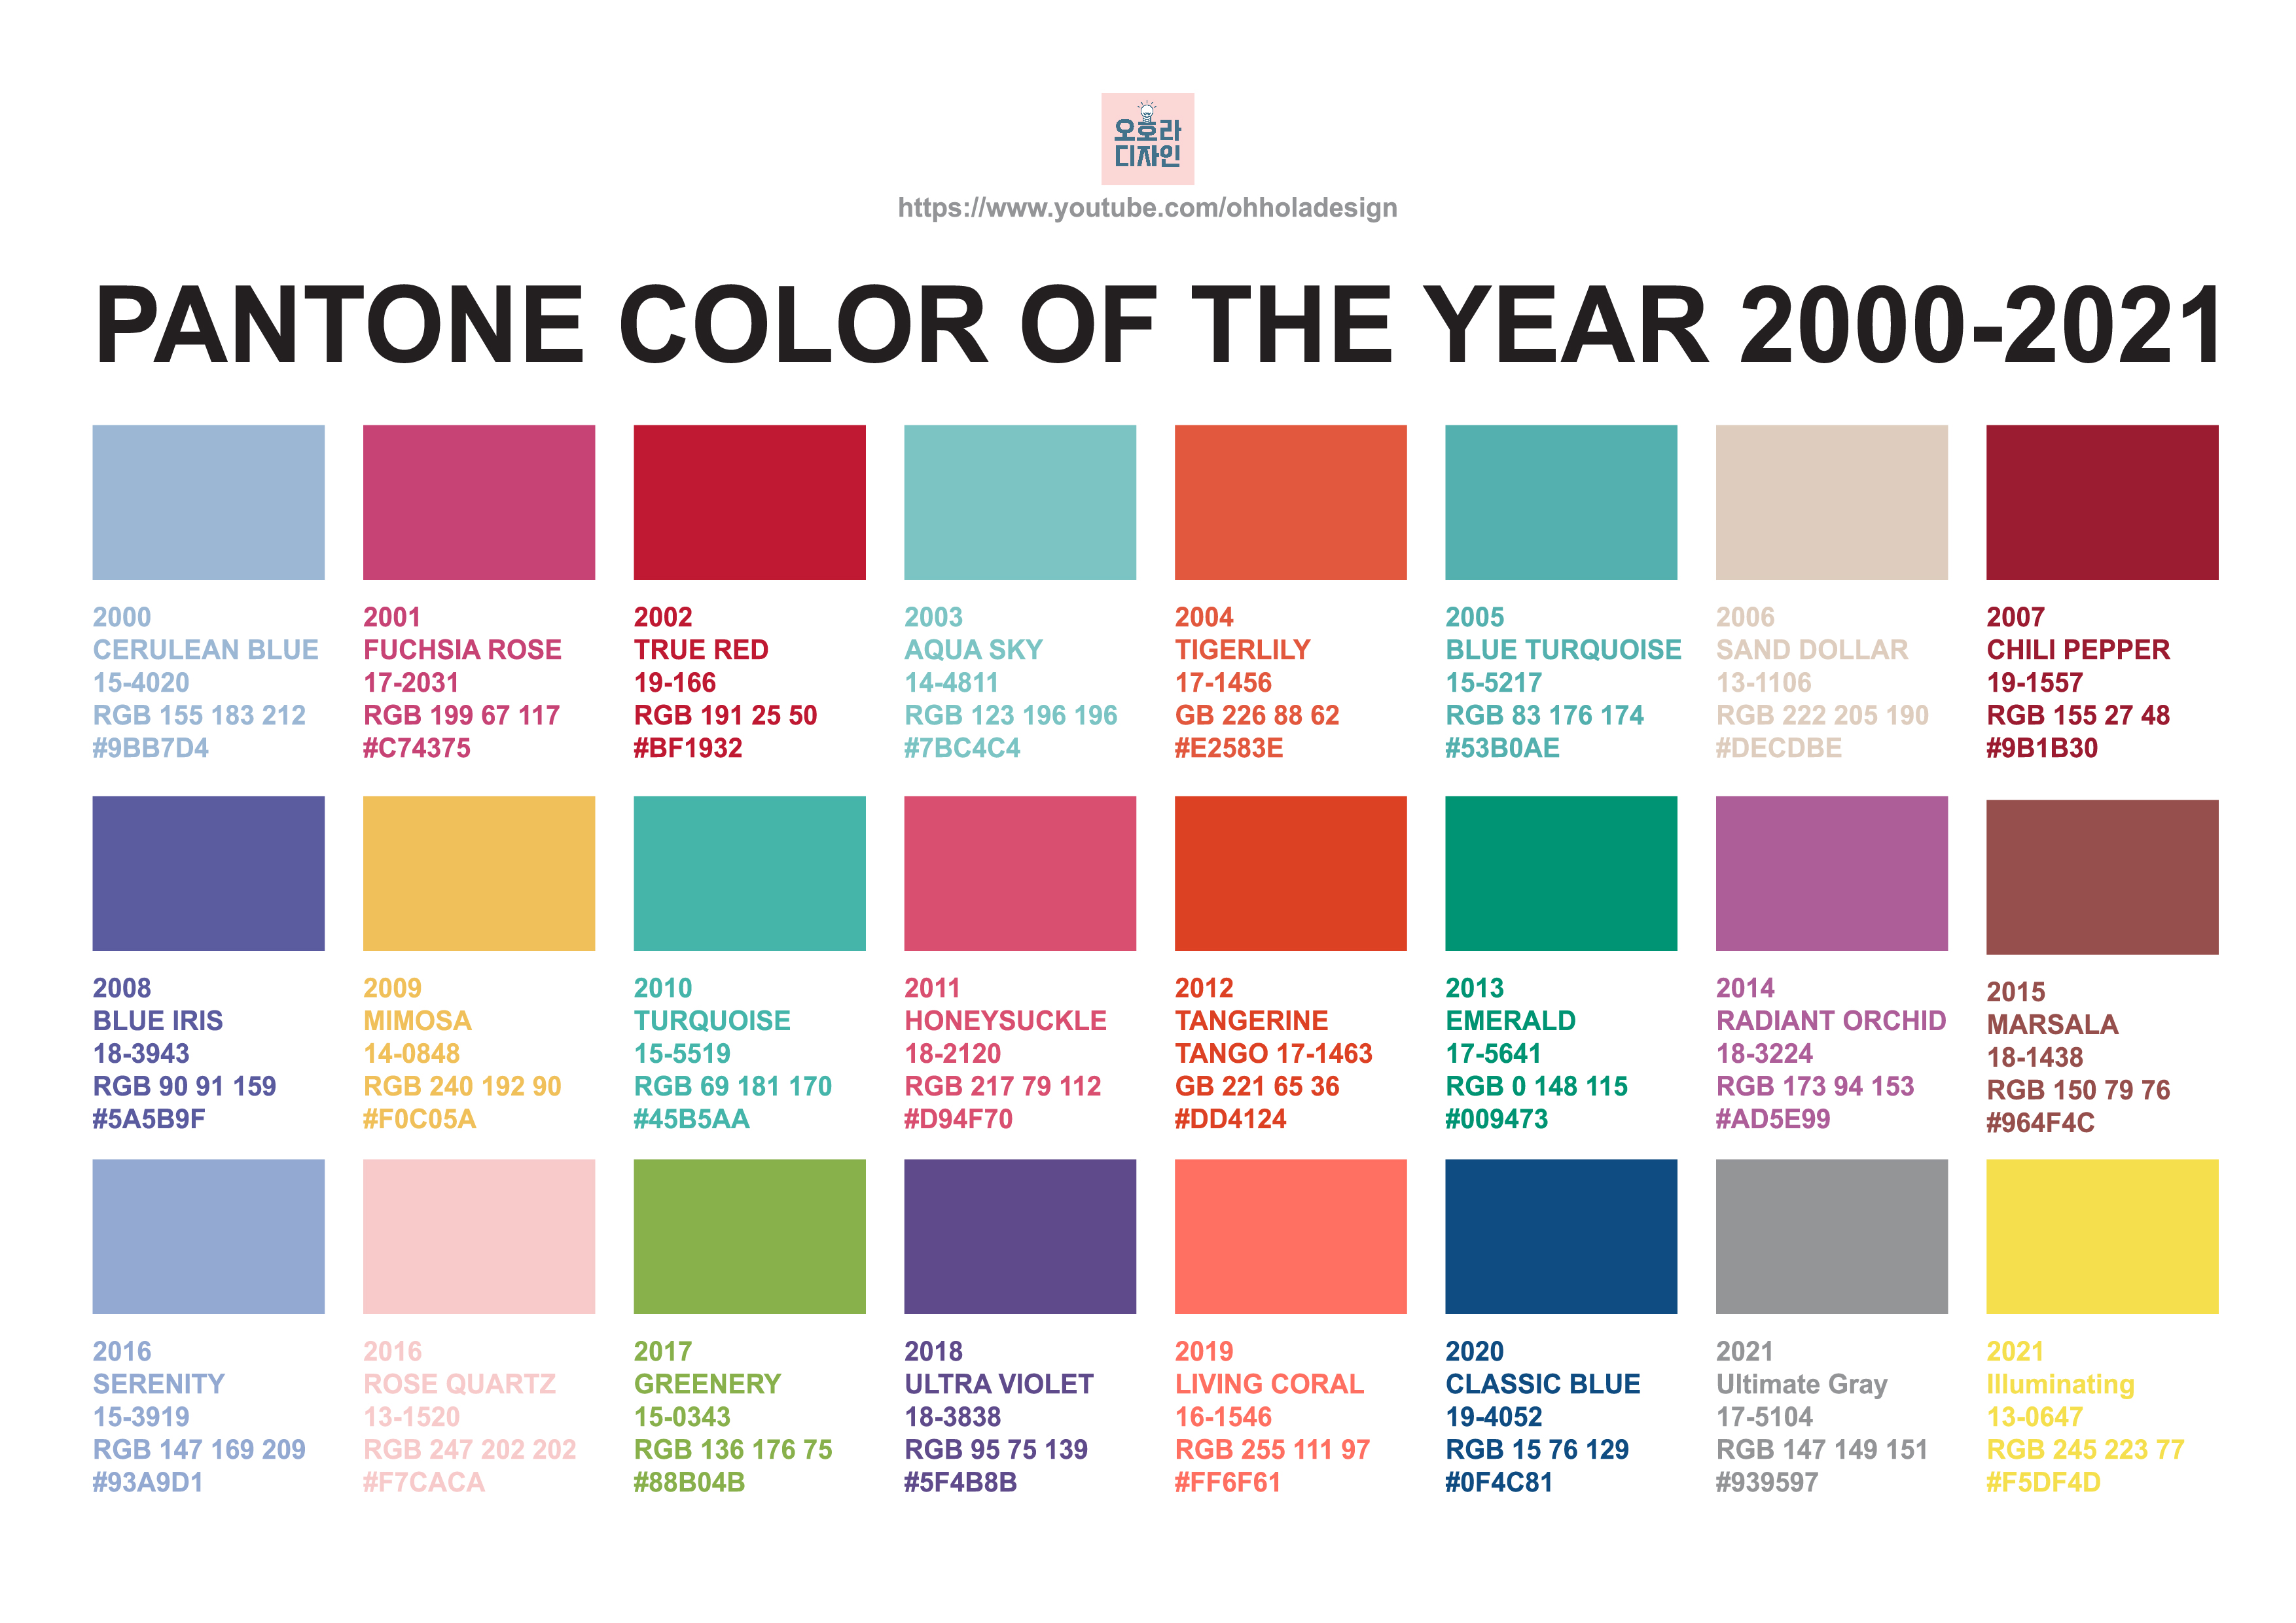 오호라
디자인
https://www.youtube.com/ohholadesign
PANTONE COLOR OF THE YEAR 2000-2021
2000
CERULEAN BLUE
15-4020
RGB 155 183 212
#9BB7D4
2001
FUCHSIA ROSE
17-2031
RGB 199 67 117
#C74375
2002
TRUE RED
19-166
RGB 191 25 50
#BF1932
2003
AQUA SKY
14-4811
RGB 123 196 196
#7BC4C4
2004
TIGERLILY
17-1456
GB 226 88 62
#E2583E
2005
BLUE TURQUOISE
15-5217
RGB 83 176 174
#53B0AE
2006
SAND DOLLAR
13-1106
RGB 222 205 190
#DECDBE
2007
CHILI PEPPER
19-1557
RGB 155 27 48
#9B1B30
2008
BLUE IRIS
18-3943
RGB 90 91 159
#5A5B9F
2009
MIMOSA
14-0848
RGB 240 192 90
#F0C05A
2010
TURQUOISE
15-5519
RGB 69 181 170
#45B5AA
2011
HONEYSUCKLE
18-2120
RGB 217 79 112
#D94F70
2012
TANGERINE
TANGO 17-1463
GB 221 65 36
#DD4124
2013
EMERALD
17-5641
RGB 0 148 115
#009473
2014
RADIANT ORCHID
18-3224
RGB 173 94 153
#AD5E99
2015
MARSALA
18-1438
RGB 150 79 76
#964F4C
2016
SERENITY
15-3919
RGB 147 169 209
#93A9D1
2016
ROSE QUARTZ
13-1520
RGB 247 202 202
#F7CACA
2017
GREENERY
15-0343
RGB 136 176 75
#88B04B
2018
ULTRA VIOLET
18-3838
RGB 95 75 139
#5F4B8B
2019
LIVING CORAL
16-1546
RGB 255 111 97
#FF6F61
2020
CLASSIC BLUE
19-4052
RGB 15 76 129
#0F4C81
2021
Ultimate Gray
17-5104
RGB 147 149 151
#939597
2021
Illuminating
13-0647
RGB 245 223 77
#F5DF4D